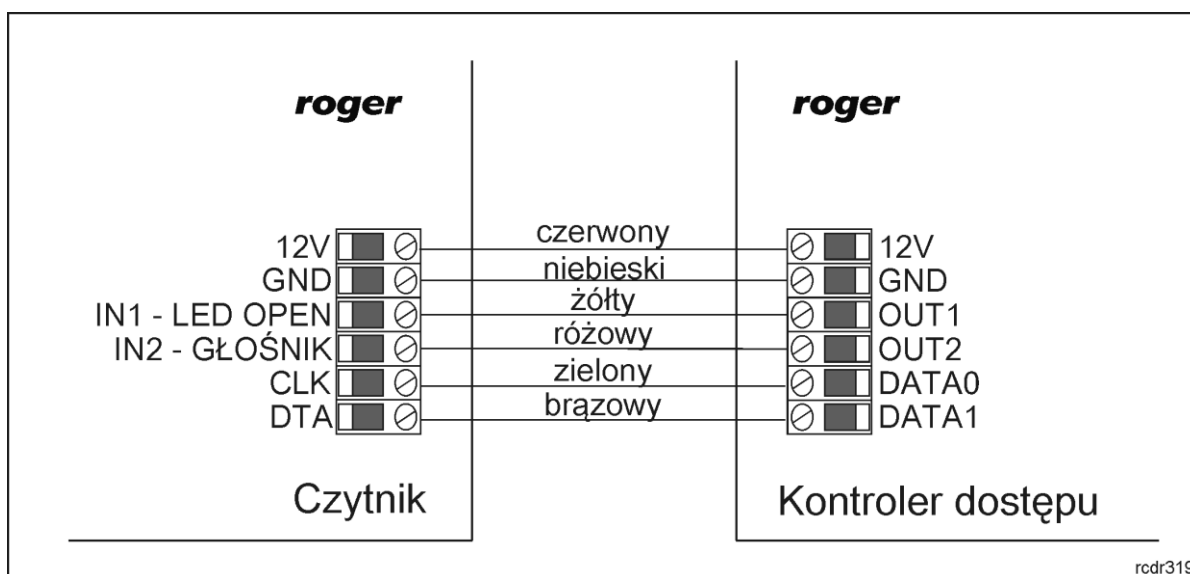 roger
roger
12V
czerwony
12V
GND
niebieski
GND
IN1 - LED OPEN
żółty
OUT1
IN2 - GŁOŚNIK
różowy
OUT2
CLK
zielony
DATA0
DTA
brązowy
DATA1
Czytnik
Kontroler dostępu
rcdr319